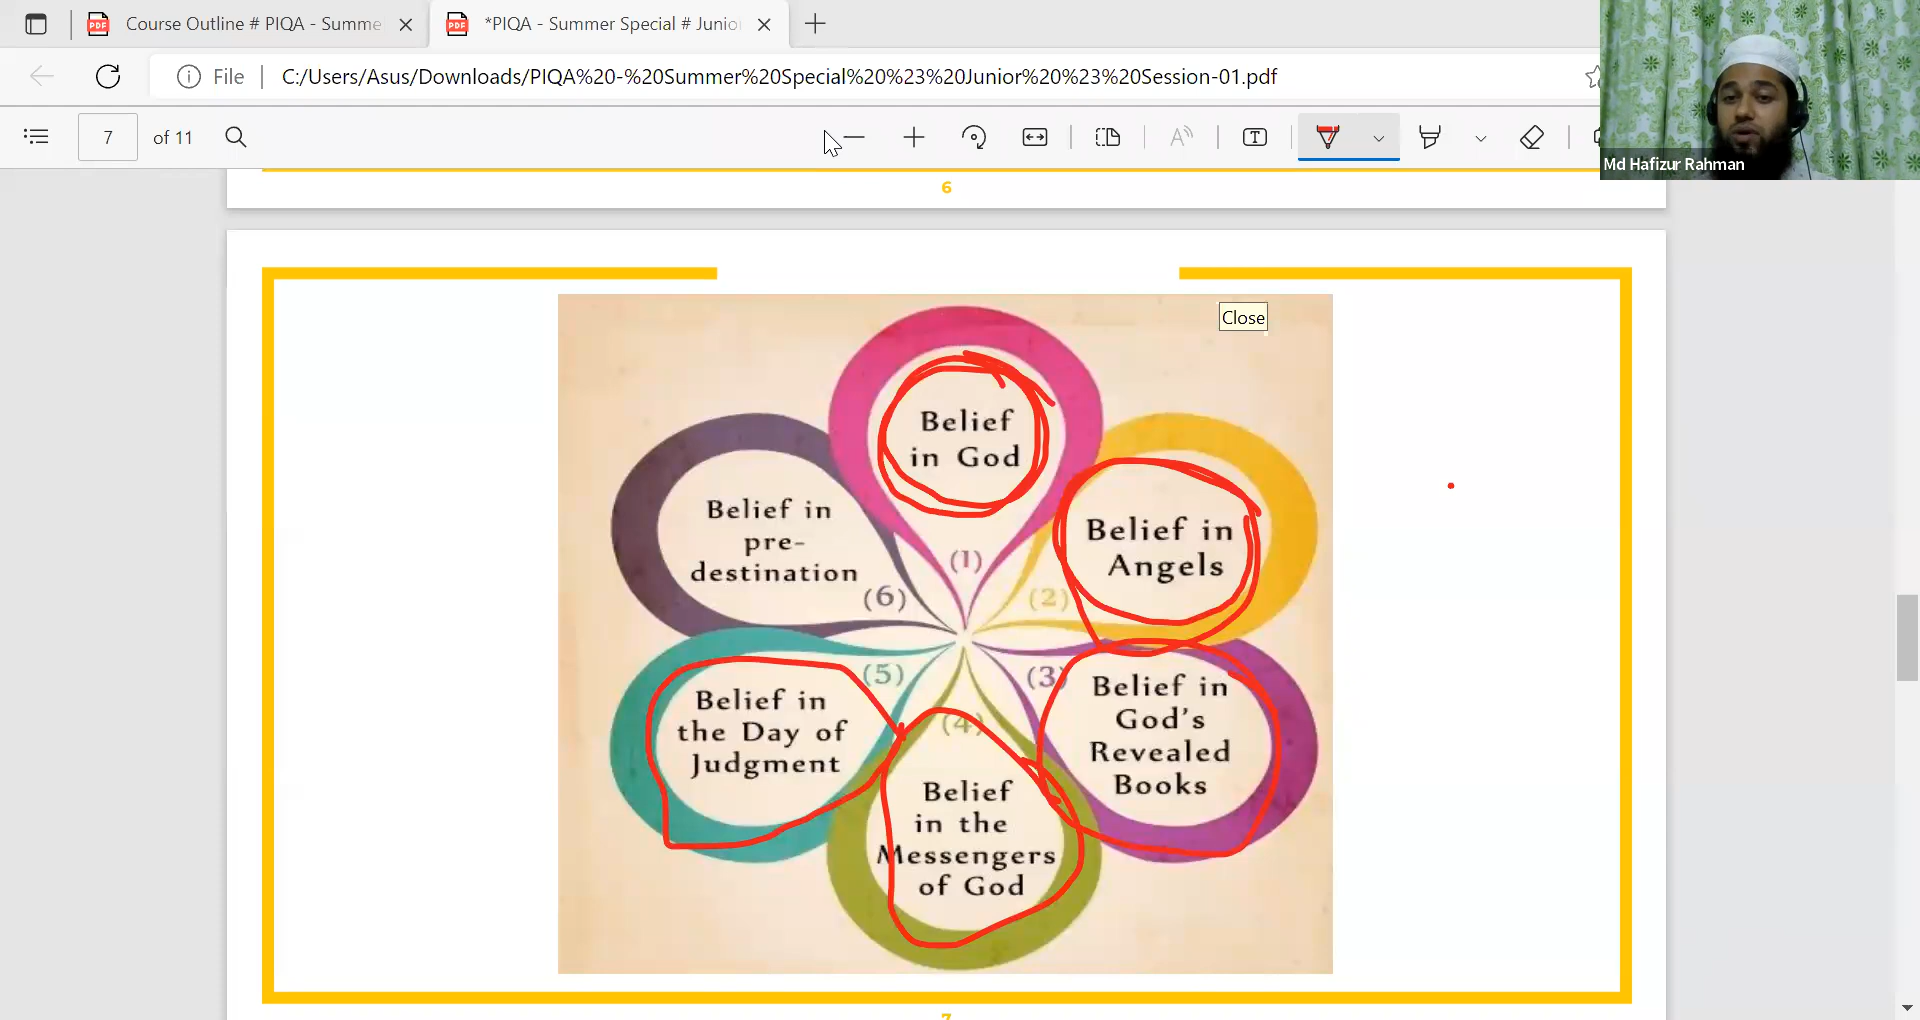 Course Outline # PIQA - Summe
*PIQA - Summer Special # Junio
File
C:/Users/Asus/Downloads/PIQA%20-%20Summer%20Special%20%23%20Junior%20%23%20Session-01.pdf
7 of 11
Md Hafizur Rahman
6
Close
Belief
in God
(1)
Belief in
Angels
(2)
Belief in
God's
Revealed
Books
(3)
(4)
Belief
in the
Messengers
of God
(5)
Belief in
the Day of
Judgment
Belief in
pre-
destination
(6)
7